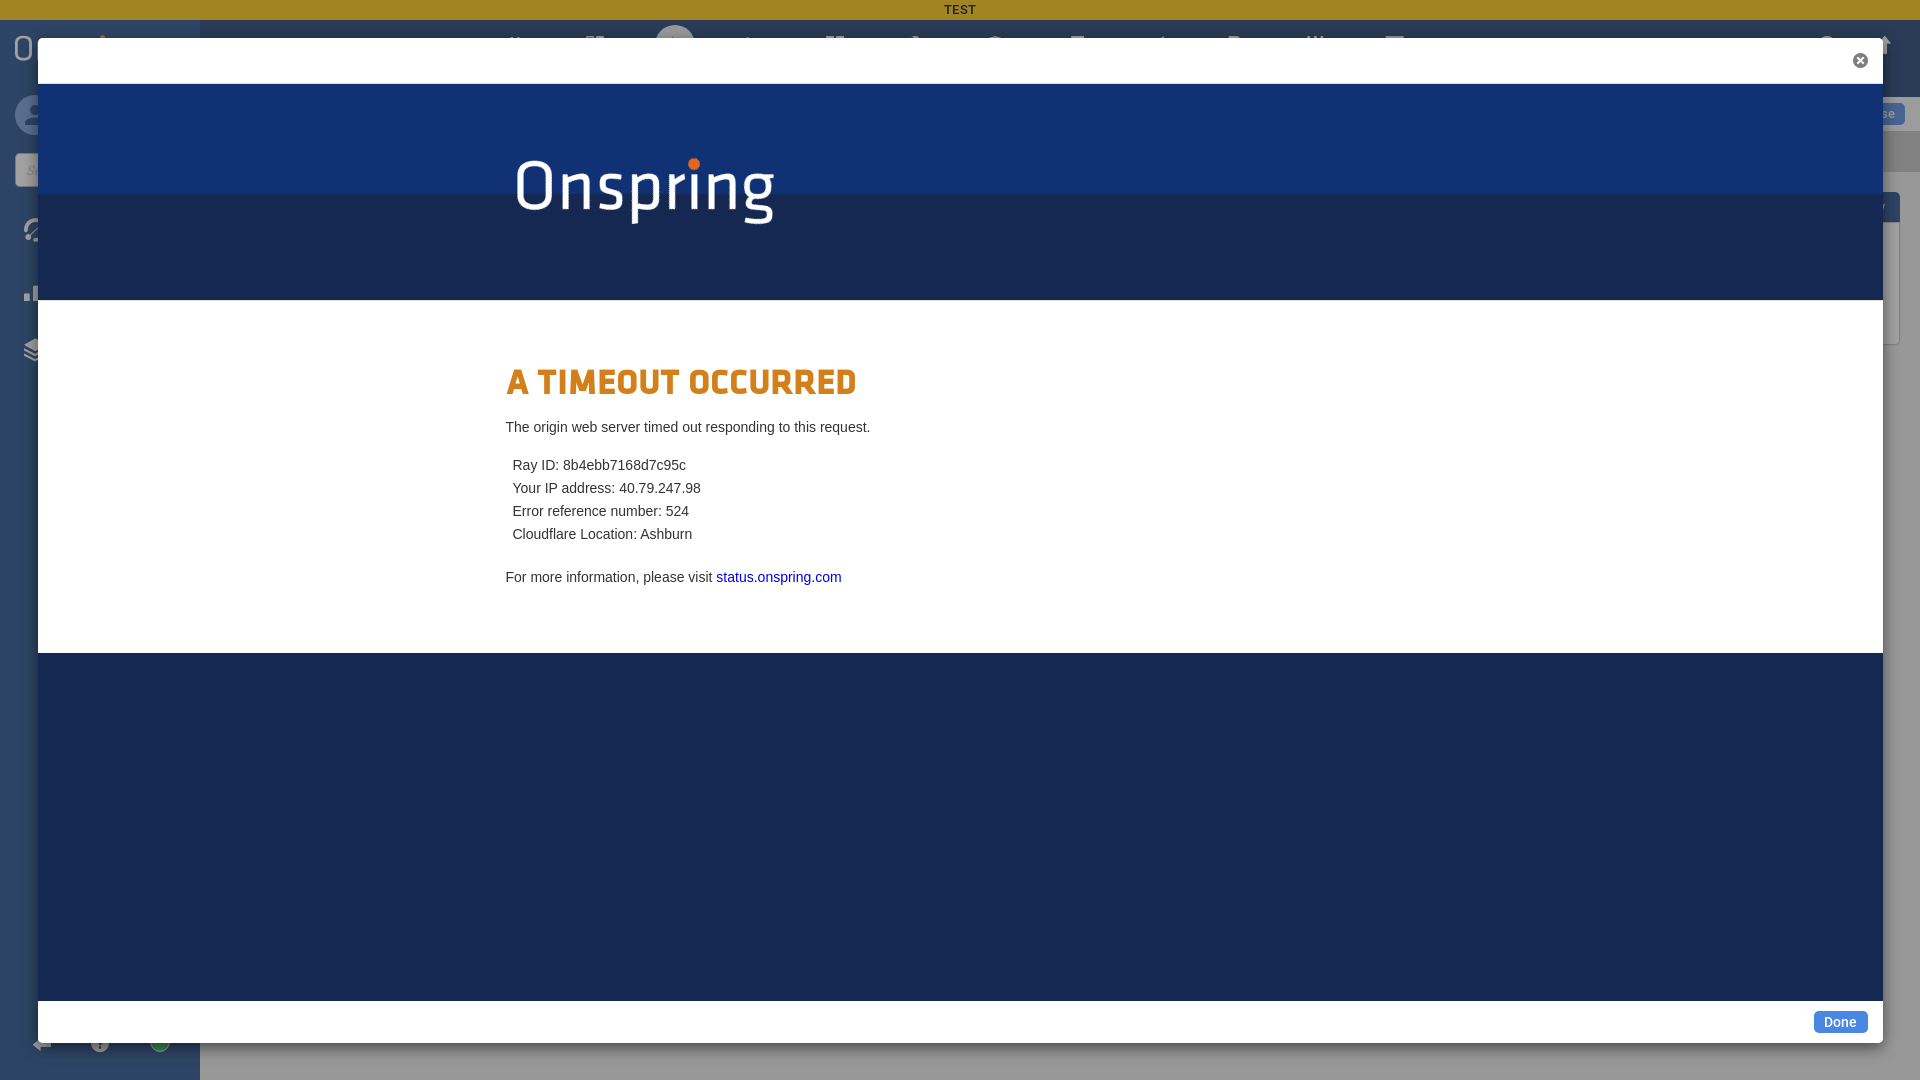 TEST
Onspring
A TIMEOUT OCCURRED
The origin web server timed out responding to this request.
Ray ID: 8b4ebb7168d7c95c
Your IP address: 40.79.247.98
Error reference number: 524
Cloudflare Location: Ashburn
For more information, please visit status.onspring.com
Done